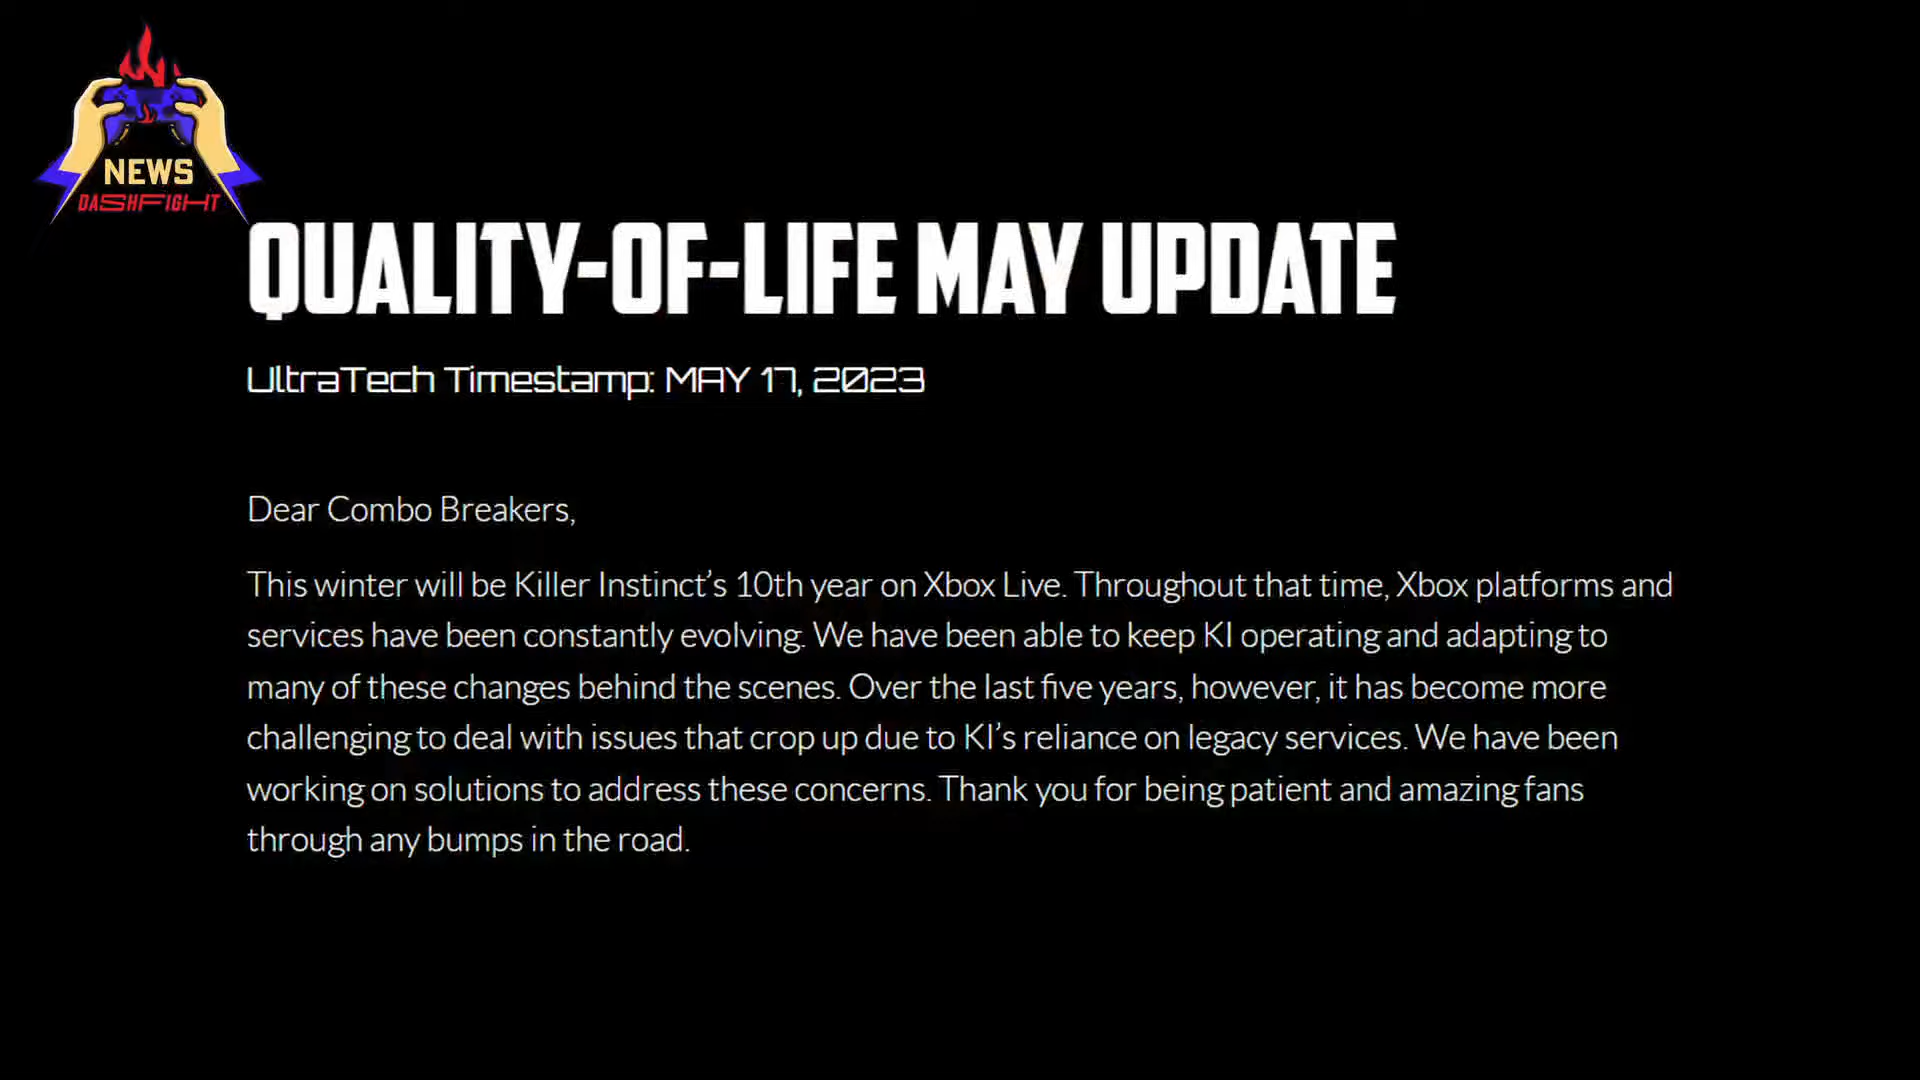 NEWS
DASHFIGHT
QUALITY-OF-LIFE MAY UPDATE
UltraTech Timestamp: MAY 17, 2023
Dear Combo Breakers,
This winter will be Killer Instinct’s 10th year on Xbox Live. Throughout that time, Xbox platforms and
services have been constantly evolving. We have been able to keep KI operating and adapting to
many of these changes behind the scenes. Over the last five years, however, it has become more
challenging to deal with issues that crop up due to KI’s reliance on legacy services. We have been
working on solutions to address these concerns. Thank you for being patient and amazing fans
through any bumps in the road.